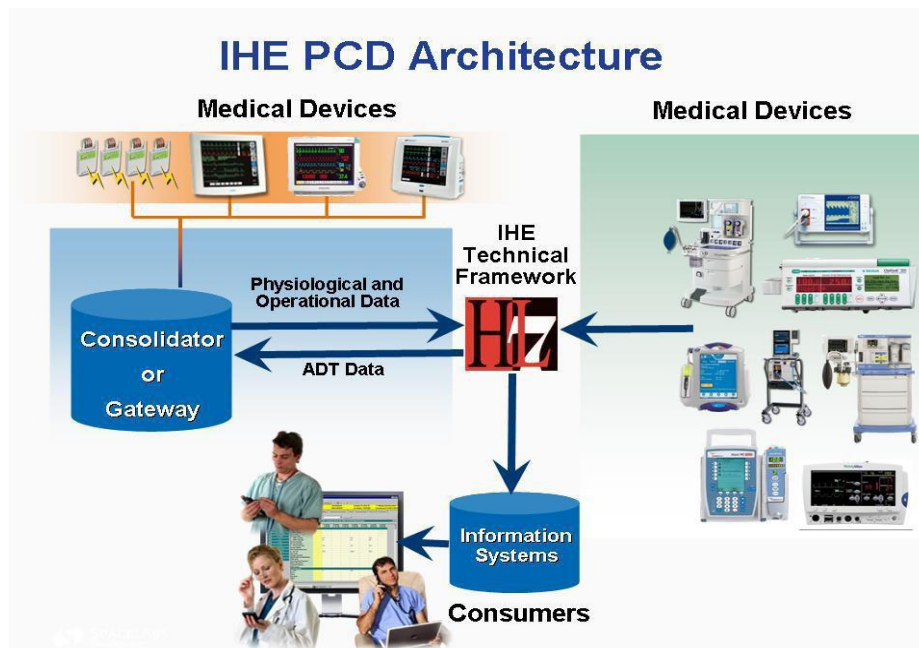 IHE PCD Architecture
Medical Devices
Medical Devices
IHE
Technical
Framework
Physiological and
Operational Data
HL7
ADT Data
Consolidator
or
Gateway
Information
Systems
Consumers